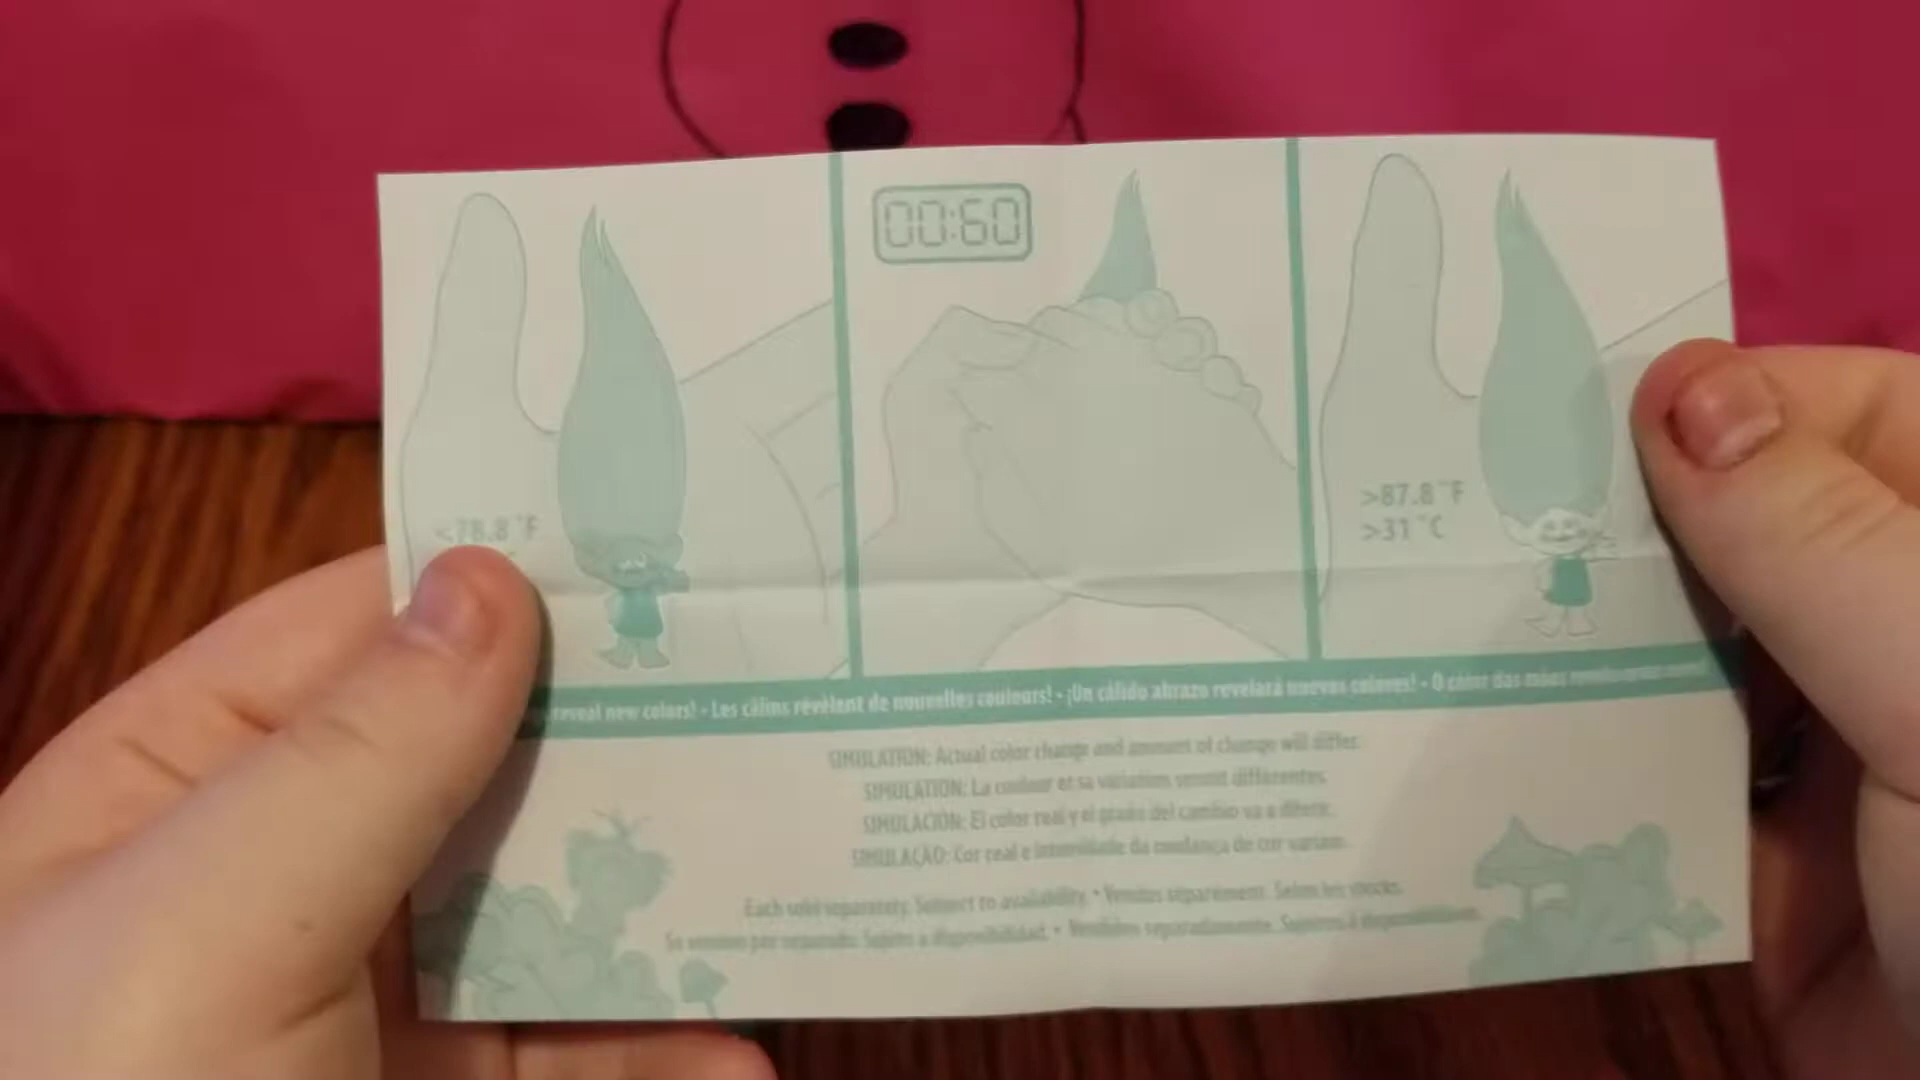 00:60
<78.8°F
>87.8°F
>31°C
reveal new colors! - Les câlins révèlent de nouvelles couleurs! - ¡Un cálido abrazo revelará nuevos colores! - O calor das mãos
SIMULATION: Actual color change and amount of change will differ.
SIMULATION: La couleur et sa variation seront différentes.
SIMULACIÓN: El color real y el grado del cambio va a diferir.
SIMULAÇÃO: Cor real e intensidade da mudança de cor variam.
Each sold separately. Subject to availability. • Vendus séparément. Selon les stocks.
Se venden por separado. Sujeto a disponibilidad. • Vendidos separadamente. Sujeitos à disponibilidade.